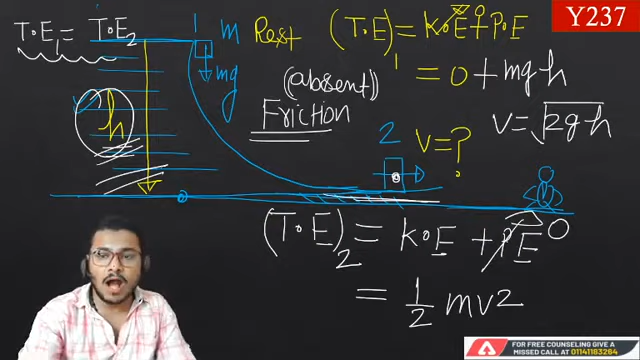 Y237
T.E₁ = T.E₂
1 m Rest
mg
(T.E)₁ = K.E⁰ + P.E
= 0 + mgh
(absent)
Friction
h
V = √2gh
2
V = ?
(T.E)₂ = K.E + P.E 0
= 1/2 mv2
FOR FREE COUNSELING GIVE A
MISSED CALL AT 01141183264